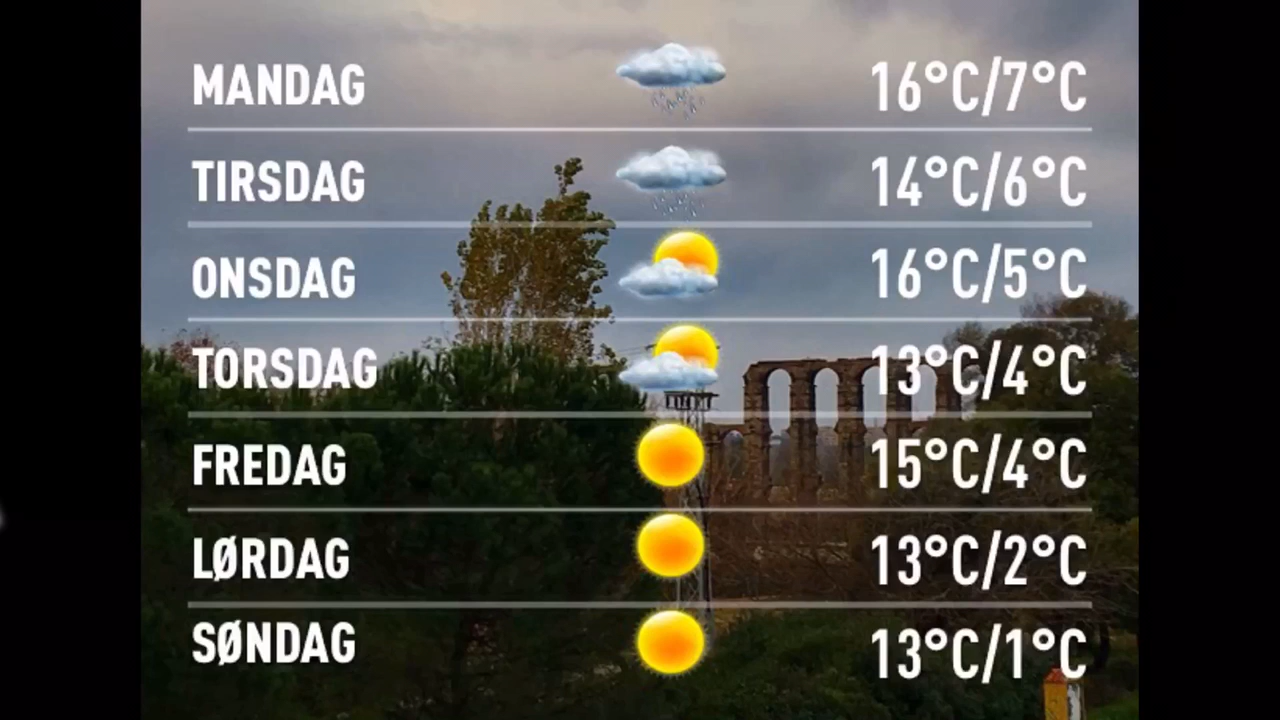 MANDAG 16°C/7°C
TIRSDAG 14°C/6°C
ONSDAG 16°C/5°C
TORSDAG 13°C/4°C
FREDAG 15°C/4°C
LØRDAG 13°C/2°C
SØNDAG 13°C/1°C